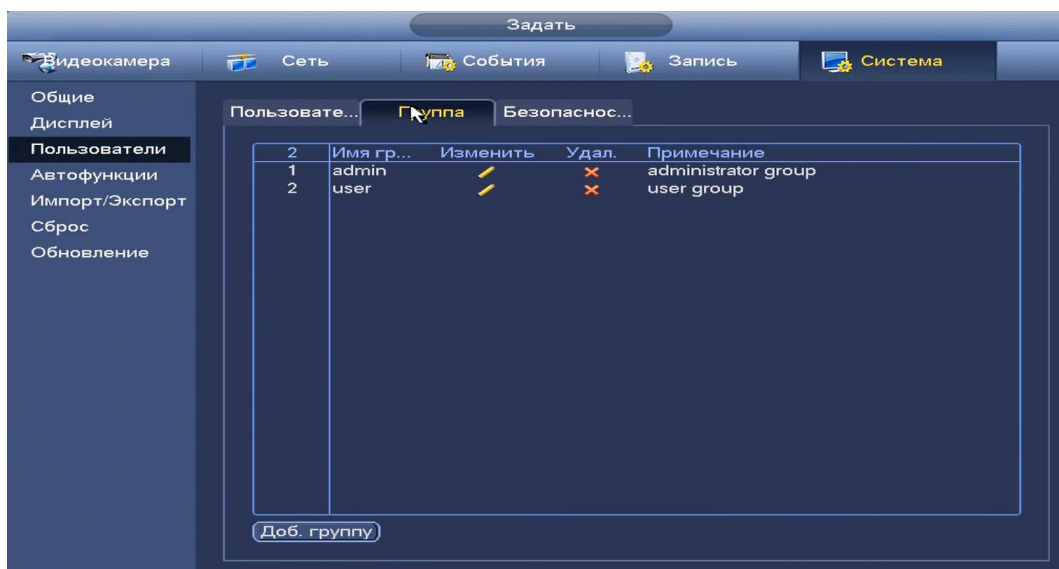 Задать
Видеокамера Сеть События Запись Система
Общие
Дисплей
Пользователи
Автофункции
Импорт/Экспорт
Сброс
Обновление
Пользовате... Группа Безопаснос...
2 Имя гр... Изменить Удал. Примечание
1 admin administrator group
2 user user group
Доб. группу